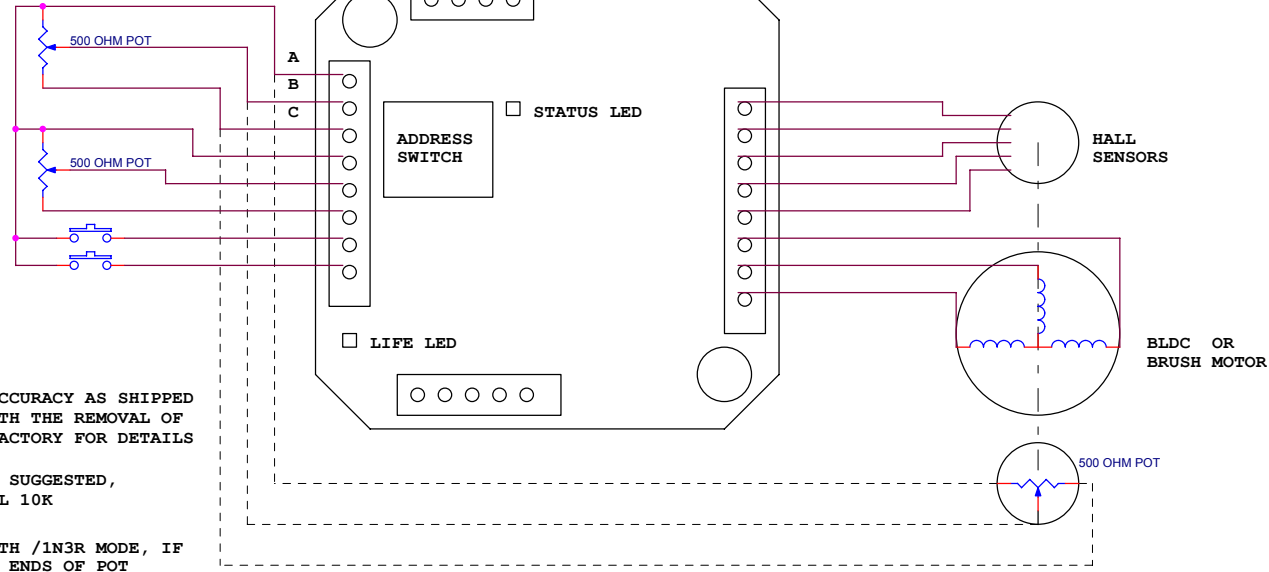 500 OHM POT
A
B
C
STATUS LED
ADDRESS
SWITCH
HALL
SENSORS
500 OHM POT
LIFE LED
BLDC OR
BRUSH MOTOR
CCURACY AS SHIPPED
TH THE REMOVAL OF
ACTORY FOR DETAILS
SUGGESTED,
L 10K
TH /1N3R MODE, IF
ENDS OF POT
500 OHM POT